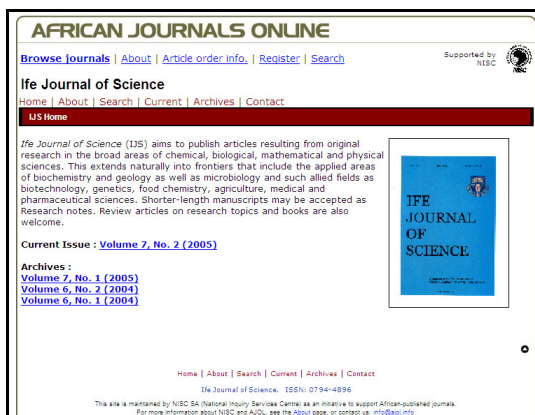 AFRICAN JOURNALS ONLINE
Browse journals | About | Article order info. | Register | Search
Supported by
NISC
NISC
Ife Journal of Science
Home | About | Search | Current | Archives | Contact
IJS Home
Ife Journal of Science (IJS) aims to publish articles resulting from original
research in the broad areas of chemical, biological, mathematical and physical
sciences. This extends naturally into frontiers that include the applied areas
of biochemistry and geology as well as microbiology and such allied fields as
biotechnology, genetics, food chemistry, agriculture, medical and
pharmaceutical sciences. Shorter-length manuscripts may be accepted as
Research notes. Review articles on research topics and books are also
welcome.
IFE
JOURNAL
OF
SCIENCE
Current Issue : Volume 7, No. 2 (2005)
Archives :
Volume 7, No. 1 (2005)
Volume 6, No. 2 (2004)
Volume 6, No. 1 (2004)
Home | About | Search | Current | Archives | Contact
Ife Journal of Science. ISSN: 0794-4896
This site is maintained by NISC SA (National Inquiry Services Centre) as an initiative to support African-published journals.
For more information about NISC and AJOL, see the About page, or contact us: info@ajol.info